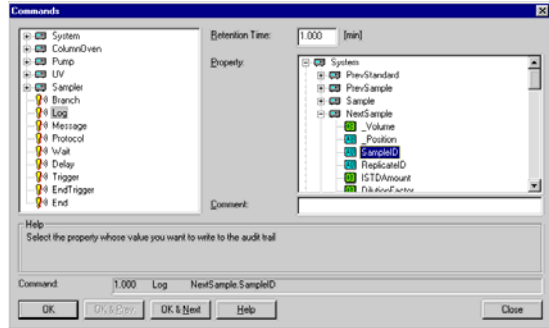 Commands
System
ColumnOven
Pump
UV
Sampler
Branch
Log
Message
Protocol
Wait
Delay
Trigger
EndTrigger
End
Retention Time: 1.000 [min]
Property:
System
PrevStandard
PrevSample
Sample
NextSample
_Volume
_Position
SampleID
ReplicateID
ISTDAmount
DilutionFactor
Comment:
Help
Select the property whose value you want to write to the audit trail
Command: 1.000 Log NextSample.SampleID
OK OK & Prev. OK & Next Help Close